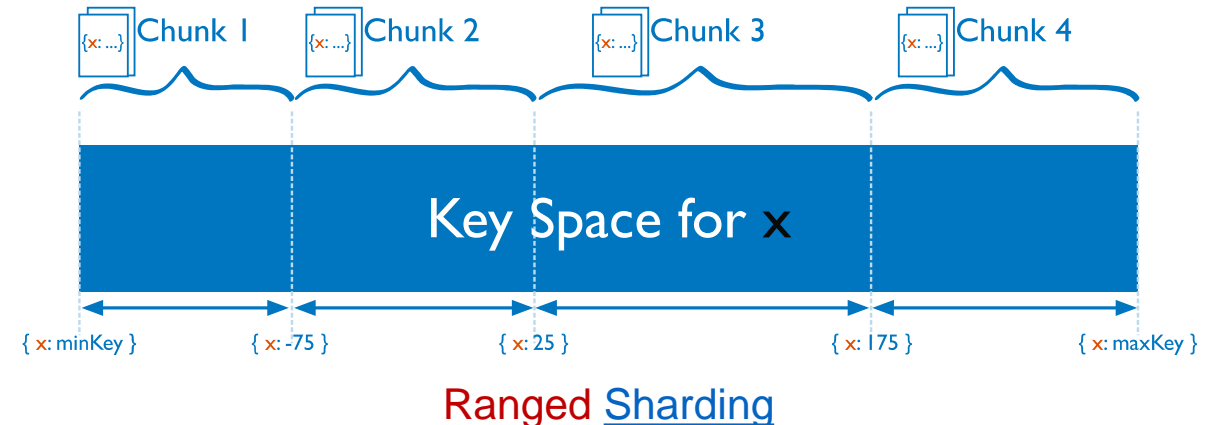 Chunk 1 Chunk 2 Chunk 3 Chunk 4
{x: ...} {x: ...} {x: ...} {x: ...}
Key Space for x
{ x: minKey } { x: -75 } { x: 25 } { x: 175 } { x: maxKey }
Ranged Sharding